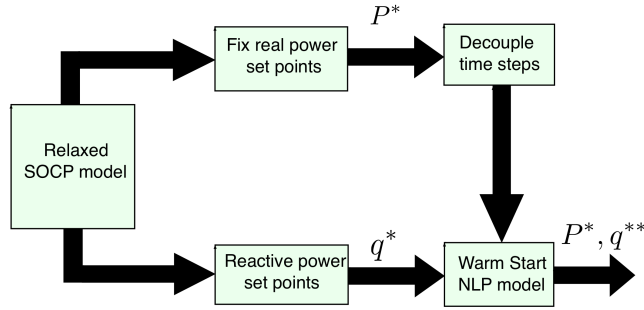 P*
Fix real power
set points
Decouple
time steps
Relaxed
SOCP model
P*, q**
q*
Reactive power
set points
Warm Start
NLP model